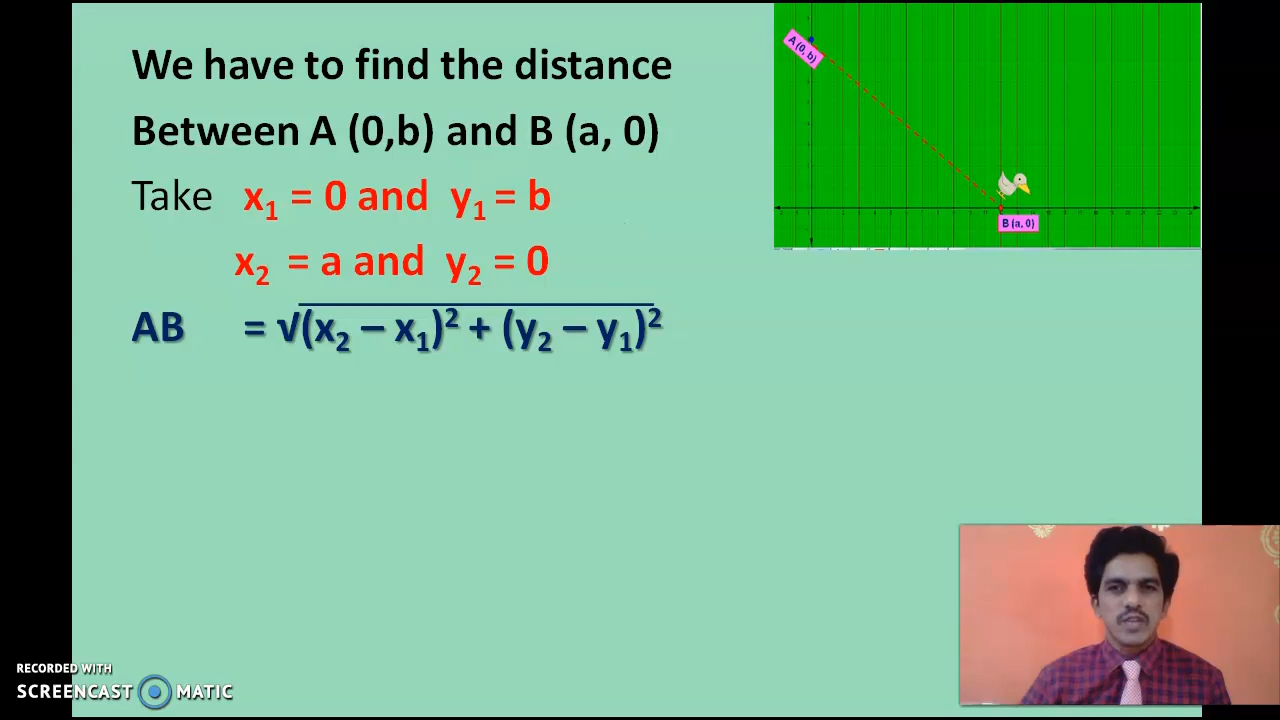 We have to find the distance
Between A (0,b) and B (a, 0)
Take x₁ = 0 and y₁ = b
x₂ = a and y₂ = 0
AB = √(x₂ – x₁)² + (y₂ – y₁)²
A (0, b)
B (a, 0)
RECORDED WITH
SCREENCAST MATIC